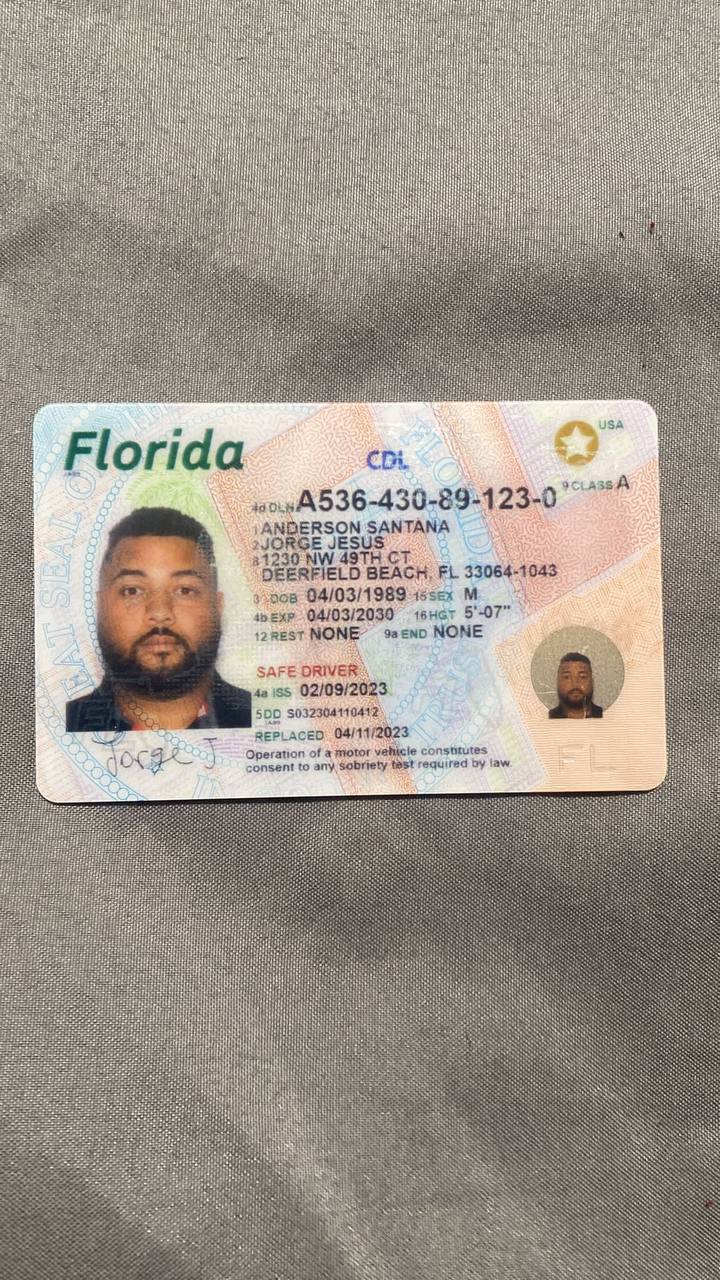 Florida
CDL
USA
9 CLASS A
4d DLN A536-430-89-123-0
1 ANDERSON SANTANA
2 JORGE JESUS
8 1230 NW 49TH CT
DEERFIELD BEACH, FL 33064-1043
3 DOB 04/03/1989 15 SEX M
4b EXP 04/03/2030 16 HGT 5'-07"
12 REST NONE 9a END NONE
SAFE DRIVER
4a ISS 02/09/2023
5 DD S032304110412
REPLACED 04/11/2023
Operation of a motor vehicle constitutes
consent to any sobriety test required by law.
Jorge J
FL